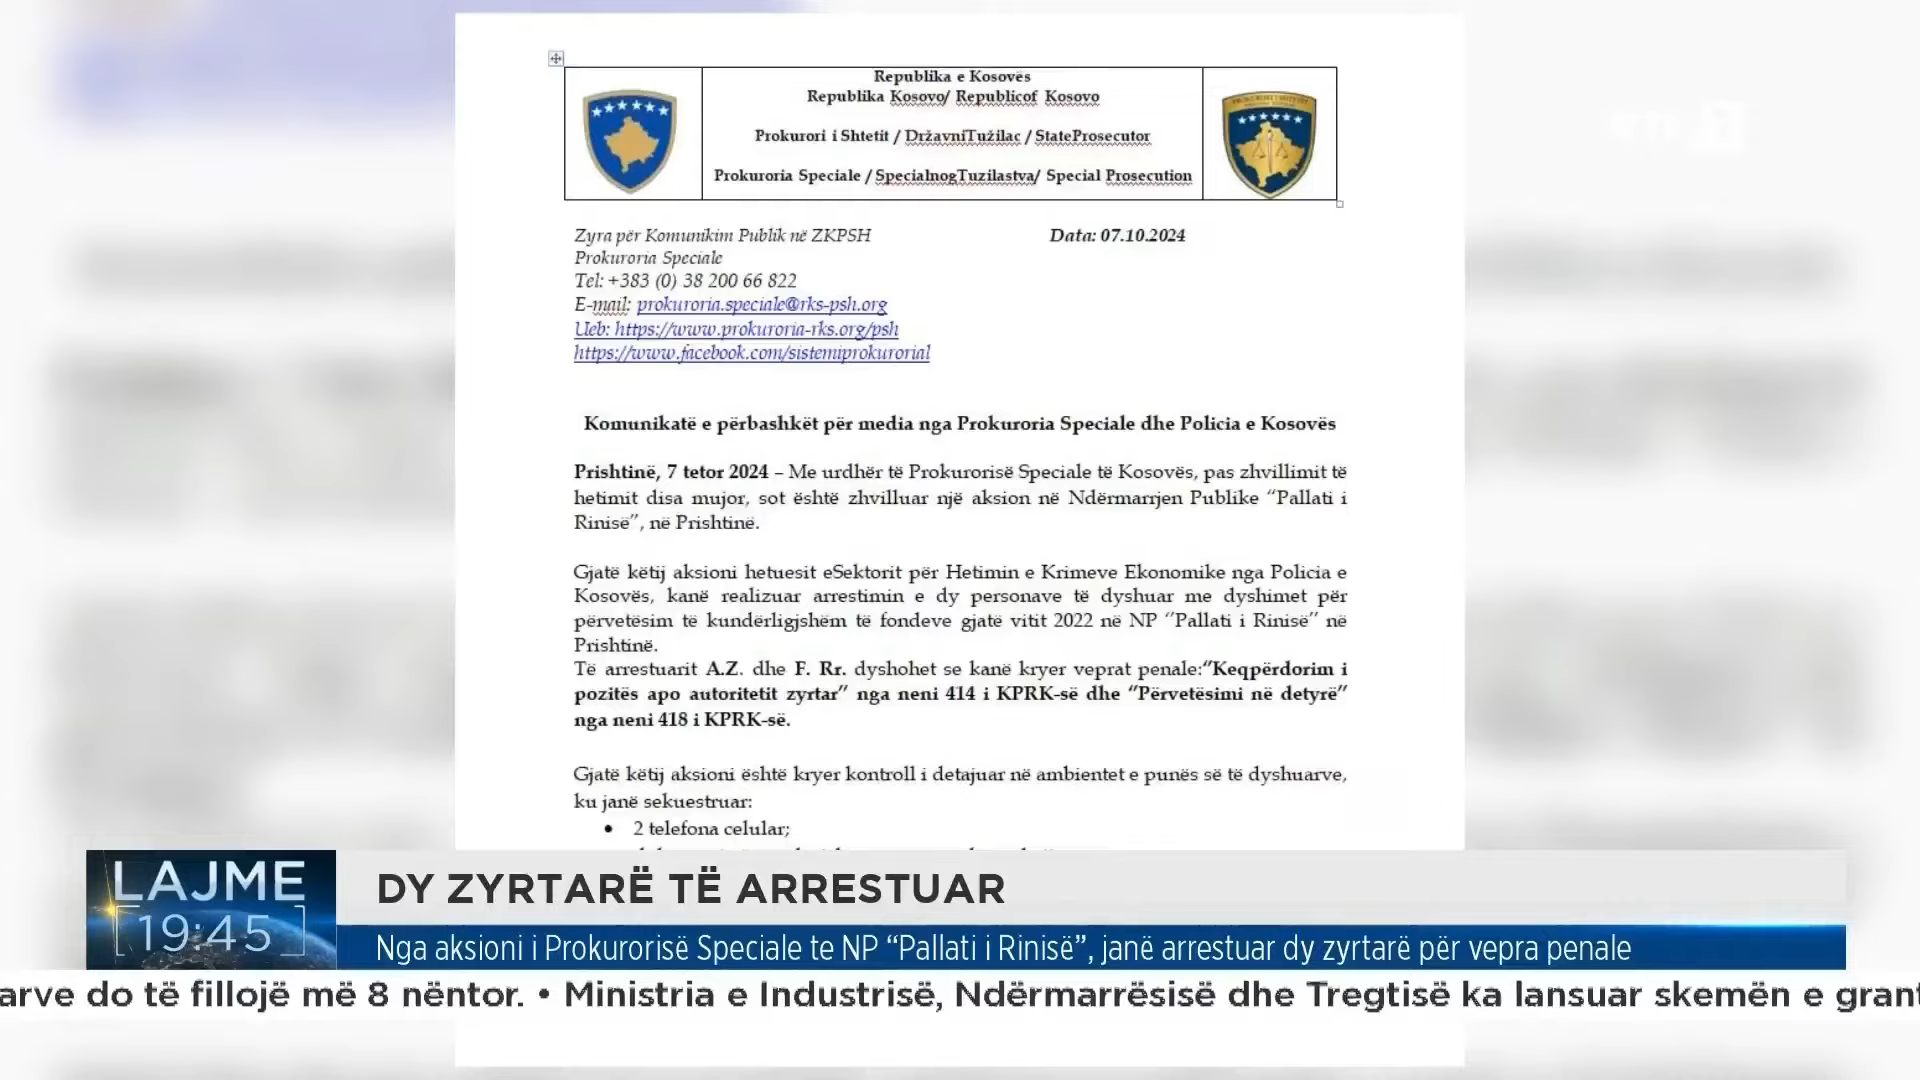 Republika e Kosovës
Republika Kosovo/ Republicof Kosovo
Prokurori i Shtetit / DržavniTužilac / StateProsecutor
Prokuroria Speciale / SpecialnogTuzilastva/ Special Prosecution
Zyra për Komunikim Publik në ZKPSH
Data: 07.10.2024
Prokuroria Speciale
Tel: +383 (0) 38 200 66 822
E-mail: prokuroria.speciale@rks-psh.org
Ueb: https://www.prokuroria-rks.org/psh
https://www.facebook.com/sistemiprokurorial
Komunikatë e përbashkët për media nga Prokuroria Speciale dhe Policia e Kosovës
Prishtinë, 7 tetor 2024 – Me urdhër të Prokurorisë Speciale të Kosovës, pas zhvillimit të
hetimit disa mujor, sot është zhvilluar një aksion në Ndërmarrjen Publike “Pallati i
Rinisë”, në Prishtinë.
Gjatë këtij aksioni hetuesit eSektorit për Hetimin e Krimeve Ekonomike nga Policia e
Kosovës, kanë realizuar arrestimin e dy personave të dyshuar me dyshimet për
përvetësim të kundërligjshëm të fondeve gjatë vitit 2022 në NP “Pallati i Rinisë” në
Prishtinë.
Të arrestuarit A.Z. dhe F. Rr. dyshohet se kanë kryer veprat penale:“Keqpërdorim i
pozitës apo autoritetit zyrtar” nga neni 414 i KPRK-së dhe “Përvetësimi në detyrë”
nga neni 418 i KPRK-së.
Gjatë këtij aksioni është kryer kontroll i detajuar në ambientet e punës së të dyshuarve,
ku janë sekuestruar:
• 2 telefona celular;
LAJME
19:45
DY ZYRTARË TË ARRESTUAR
Nga aksioni i Prokurorisë Speciale te NP “Pallati i Rinisë”, janë arrestuar dy zyrtarë për vepra penale
arve do të fillojë më 8 nëntor. • Ministria e Industrisë, Ndërmarrësisë dhe Tregtisë ka lansuar skemën e grant